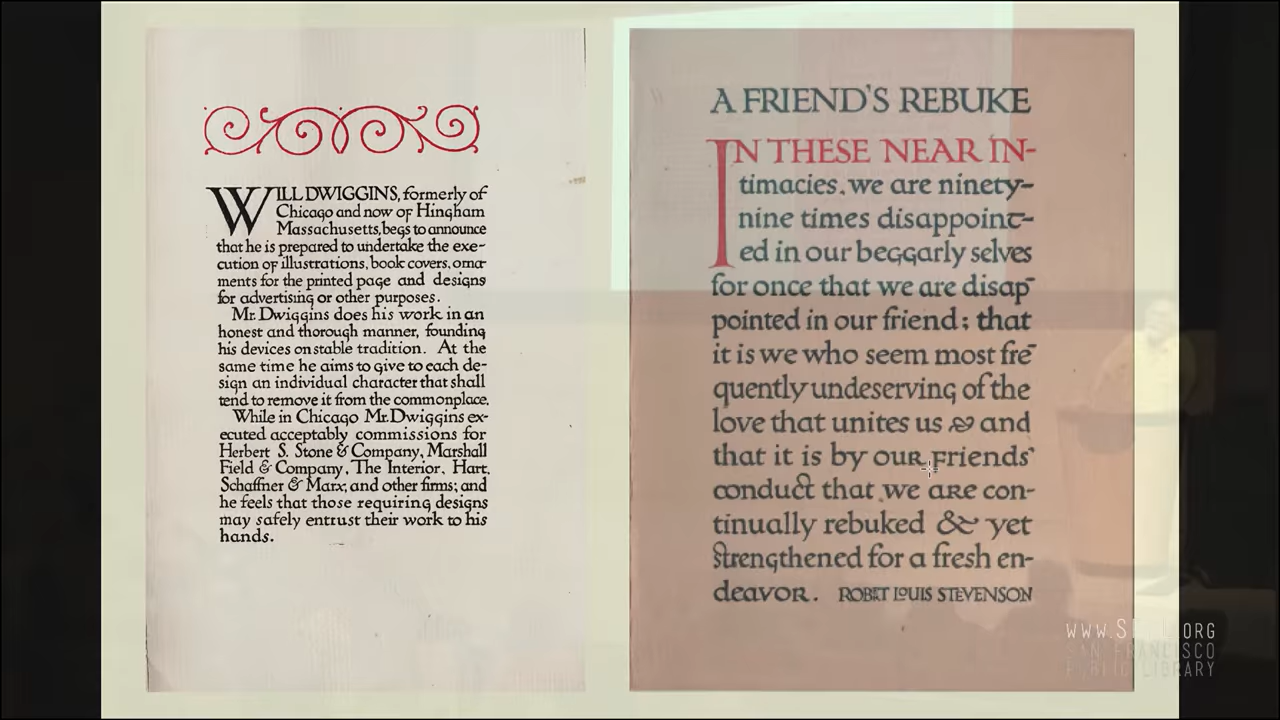 WILL DWIGGINS, formerly of
Chicago and now of Hingham
Massachusetts, begs to announce
that he is prepared to undertake the exe-
cution of illustrations, book covers, orna-
ments for the printed page and designs
for advertising or other purposes.
Mr. Dwiggins does his work in an
honest and thorough manner, founding
his devices on stable tradition. At the
same time he aims to give to each de-
sign an individual character that shall
tend to remove it from the commonplace.
While in Chicago Mr. Dwiggins ex-
ecuted acceptably commissions for
Herbert S. Stone & Company, Marshall
Field & Company, The Interior, Hart,
Schaffner & Marx, and other firms; and
he feels that those requiring designs
may safely entrust their work to his
hands.
A FRIEND'S REBUKE
IN THESE NEAR IN-
timacies, we are ninety-
nine times disappoint-
ed in our beggarly selves
for once that we are disap-
pointed in our friend; that
it is we who seem most fre-
quently undeserving of the
love that unites us & and
that it is by our friends'
conduct that we are con-
tinually rebuked & yet
strengthened for a fresh en-
deavor. ROBERT LOUIS STEVENSON
WWW.SFPL.ORG
SAN FRANCISCO
PUBLIC LIBRARY